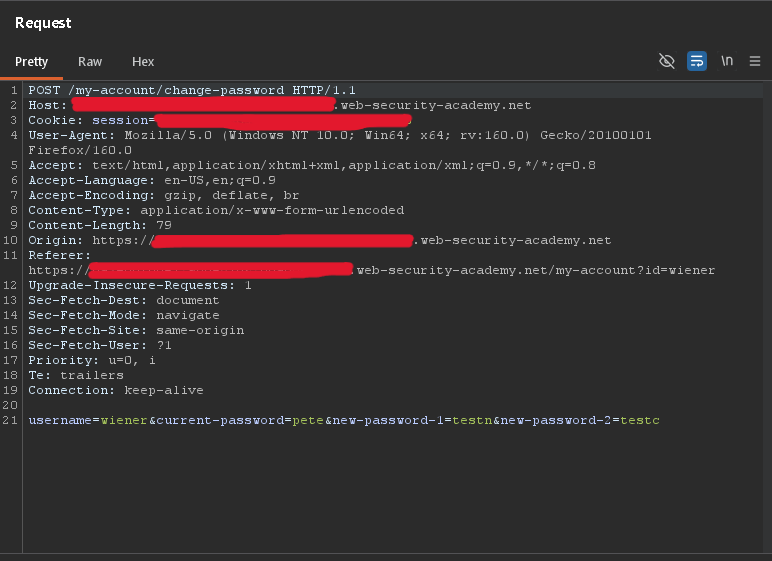 Request
Pretty Raw Hex \n
1 POST /my-account/change-password HTTP/1.1
2 Host: .web-security-academy.net
3 Cookie: session=
4 User-Agent: Mozilla/5.0 (Windows NT 10.0; Win64; x64; rv:160.0) Gecko/20100101
Firefox/160.0
5 Accept: text/html,application/xhtml+xml,application/xml;q=0.9,*/*;q=0.8
6 Accept-Language: en-US,en;q=0.9
7 Accept-Encoding: gzip, deflate, br
8 Content-Type: application/x-www-form-urlencoded
9 Content-Length: 79
10 Origin: https:// .web-security-academy.net
11 Referer:
https:// .web-security-academy.net/my-account?id=wiener
12 Upgrade-Insecure-Requests: 1
13 Sec-Fetch-Dest: document
14 Sec-Fetch-Mode: navigate
15 Sec-Fetch-Site: same-origin
16 Sec-Fetch-User: ?1
17 Priority: u=0, i
18 Te: trailers
19 Connection: keep-alive
20
21 username=wiener&current-password=pete&new-password-1=testn&new-password-2=testc